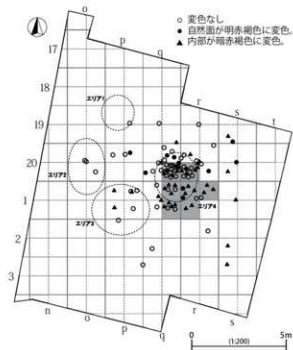 ○ 変色なし
● 自然面が明赤褐色に変色。
▲ 内部が暗赤褐色に変色。
o
p
q
r
s
t
17
18
19
20
1
2
3
エリア1
エリア2
エリア3
エリア4
n
o
p
q
r
s
0 5m
(1:200)